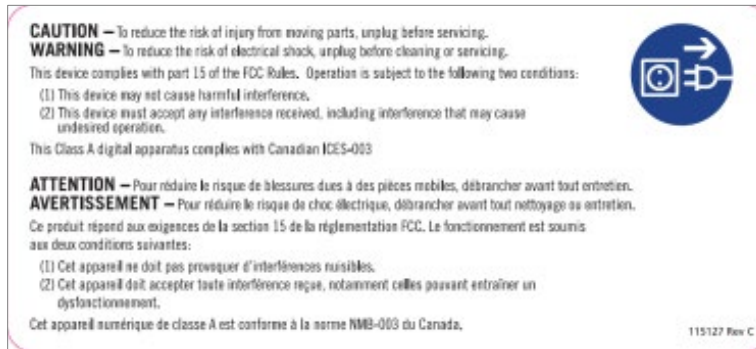 CAUTION – To reduce the risk of injury from moving parts, unplug before servicing.
WARNING – To reduce the risk of electrical shock, unplug before cleaning or servicing.
This device complies with part 15 of the FCC Rules. Operation is subject to the following two conditions:
(1) This device may not cause harmful interference.
(2) This device must accept any interference received, including interference that may cause
undesired operation.
This Class A digital apparatus complies with Canadian ICES-003
ATTENTION – Pour réduire le risque de blessures dues à des pièces mobiles, débrancher avant tout entretien.
AVERTISSEMENT – Pour réduire le risque de choc électrique, débrancher avant tout nettoyage ou entretien.
Ce produit répond aux exigences de la section 15 de la réglementation FCC. Le fonctionnement est soumis
aux deux conditions suivantes:
(1) Cet appareil ne doit pas provoquer d'interférences nuisibles.
(2) Cet appareil doit accepter toute interférence reçue, notamment celles pouvant entraîner un
dysfonctionnement.
Cet appareil numérique de classe A est conforme à la norme NMB-003 du Canada.
115127 Rev C